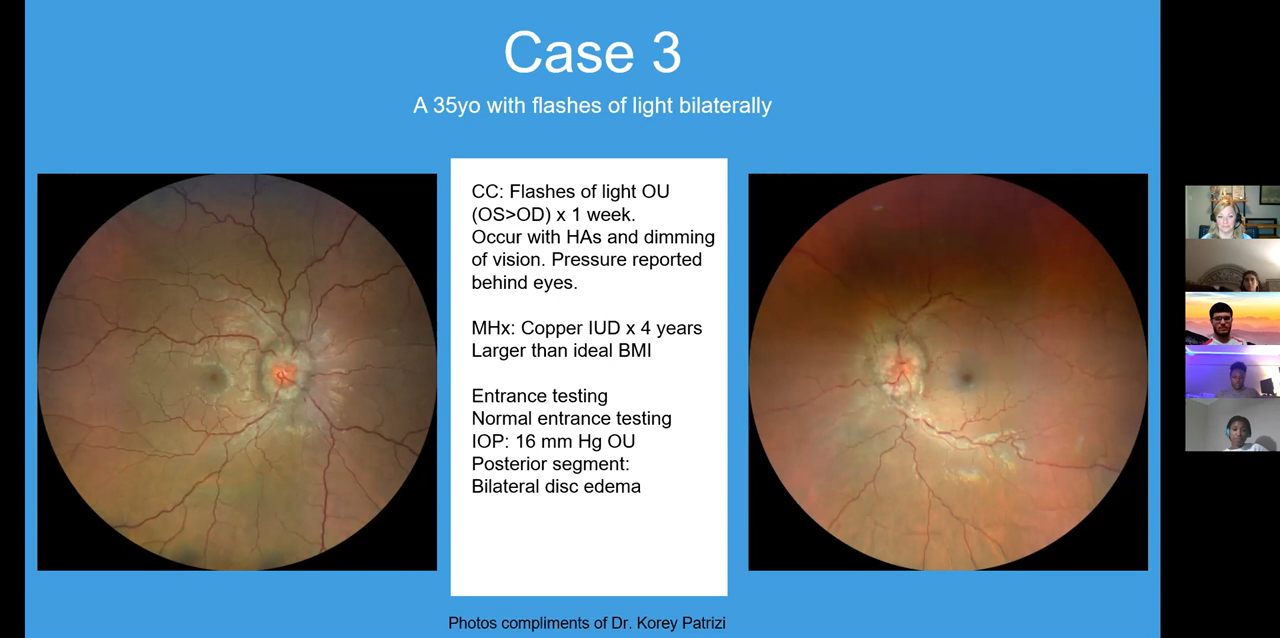 Case 3
A 35yo with flashes of light bilaterally
CC: Flashes of light OU
(OS>OD) x 1 week.
Occur with HAs and dimming
of vision. Pressure reported
behind eyes.
MHx: Copper IUD x 4 years
Larger than ideal BMI
Entrance testing
Normal entrance testing
IOP: 16 mm Hg OU
Posterior segment:
Bilateral disc edema
Photos compliments of Dr. Korey Patrizi